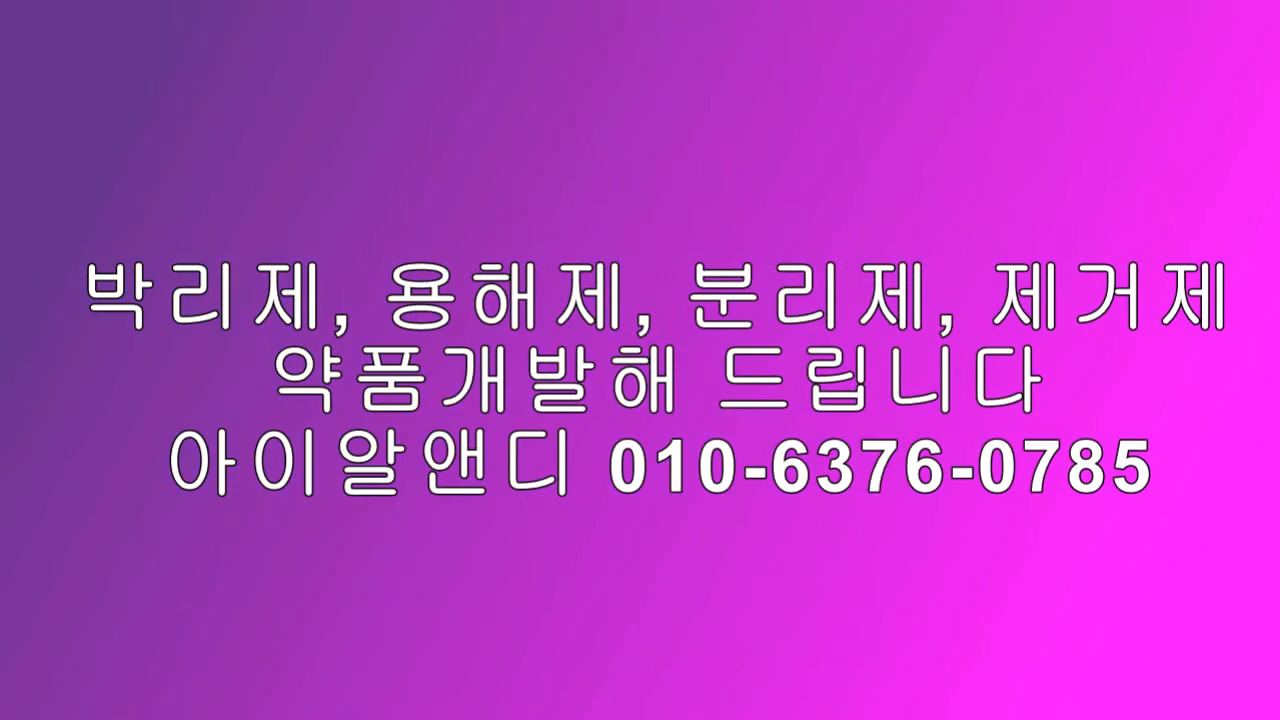 박리제, 용해제, 분리제, 제거제
약품개발해 드립니다
아이알앤디 010-6376-0785